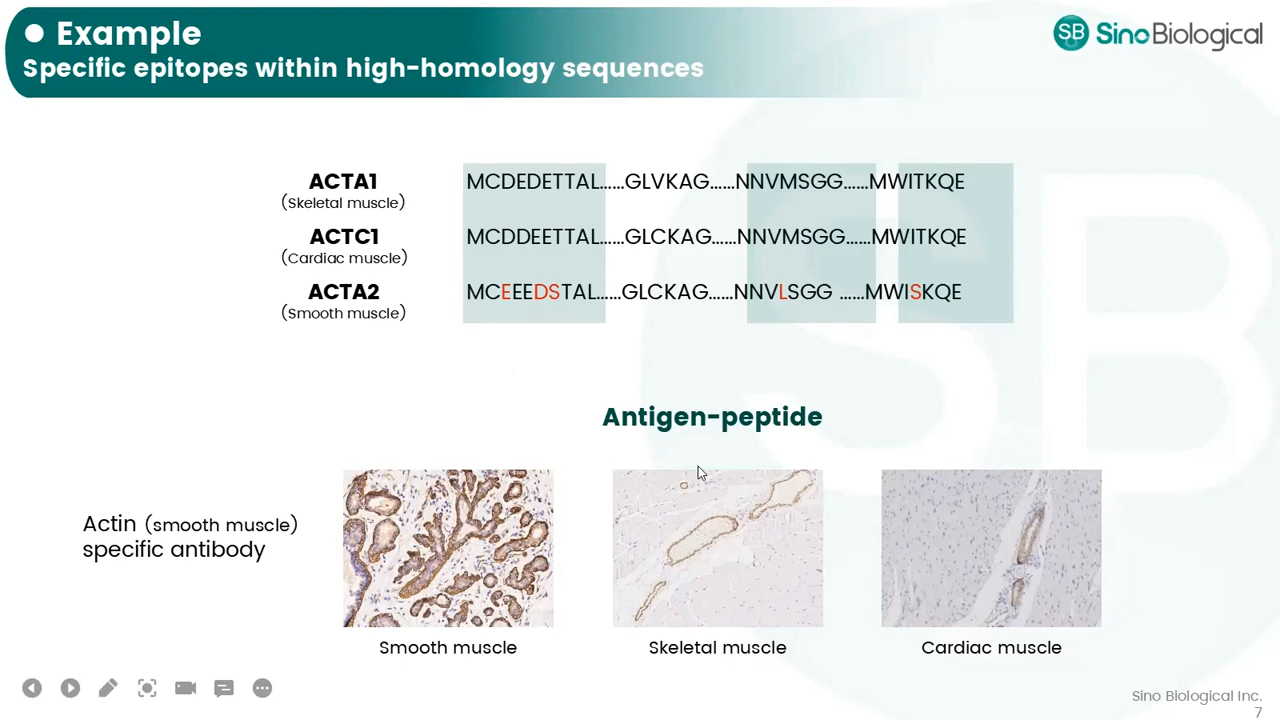 Example
Specific epitopes within high-homology sequences
SB SinoBiological
ACTA1 MCDEDETTAL......GLVKAG......NNVMSGG......MWITKQE
(Skeletal muscle)
ACTC1 MCDDEETTAL......GLCKAG......NNVMSGG......MWITKQE
(Cardiac muscle)
ACTA2 MCEEEDSTAL......GLCKAG......NNVLSGG ......MWISKQE
(Smooth muscle)
Antigen-peptide
Actin (smooth muscle)
specific antibody
Smooth muscle Skeletal muscle Cardiac muscle
Sino Biological Inc.
7